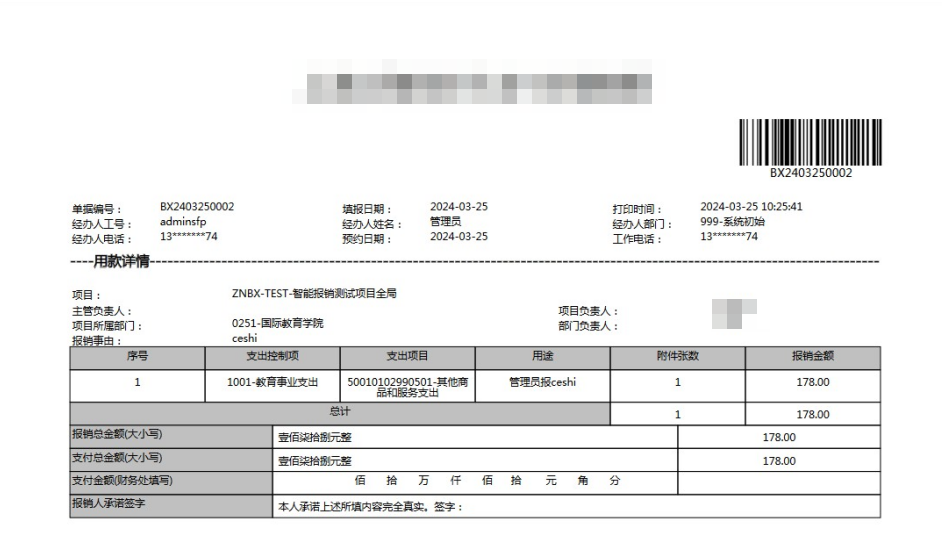 BX2403250002
单据编号： BX2403250002 填报日期： 2024-03-25 打印时间： 2024-03-25 10:25:41
经办人工号： adminsfp 经办人姓名： 管理员 经办人部门： 999-系统初始
经办人电话： 13*******74 预约日期： 2024-03-25 工作电话： 13*******74
----用款详情----
项目： ZNBX-TEST-智能报销测试项目全局
主管负责人： 项目负责人：
项目所属部门： 0251-国际教育学院 部门负责人：
报销事由： ceshi
序号 支出控制项 支出项目 用途 附件张数 报销金额
1 1001-教育事业支出 50010102990501-其他商品和服务支出 管理员报ceshi 1 178.00
总计 1 178.00
报销总金额(大小写) 壹佰柒拾捌元整 178.00
支付总金额(大小写) 壹佰柒拾捌元整 178.00
支付金额(财务处填写) 佰 拾 万 仟 佰 拾 元 角 分
报销人承诺签字 本人承诺上述所填内容完全真实。签字：